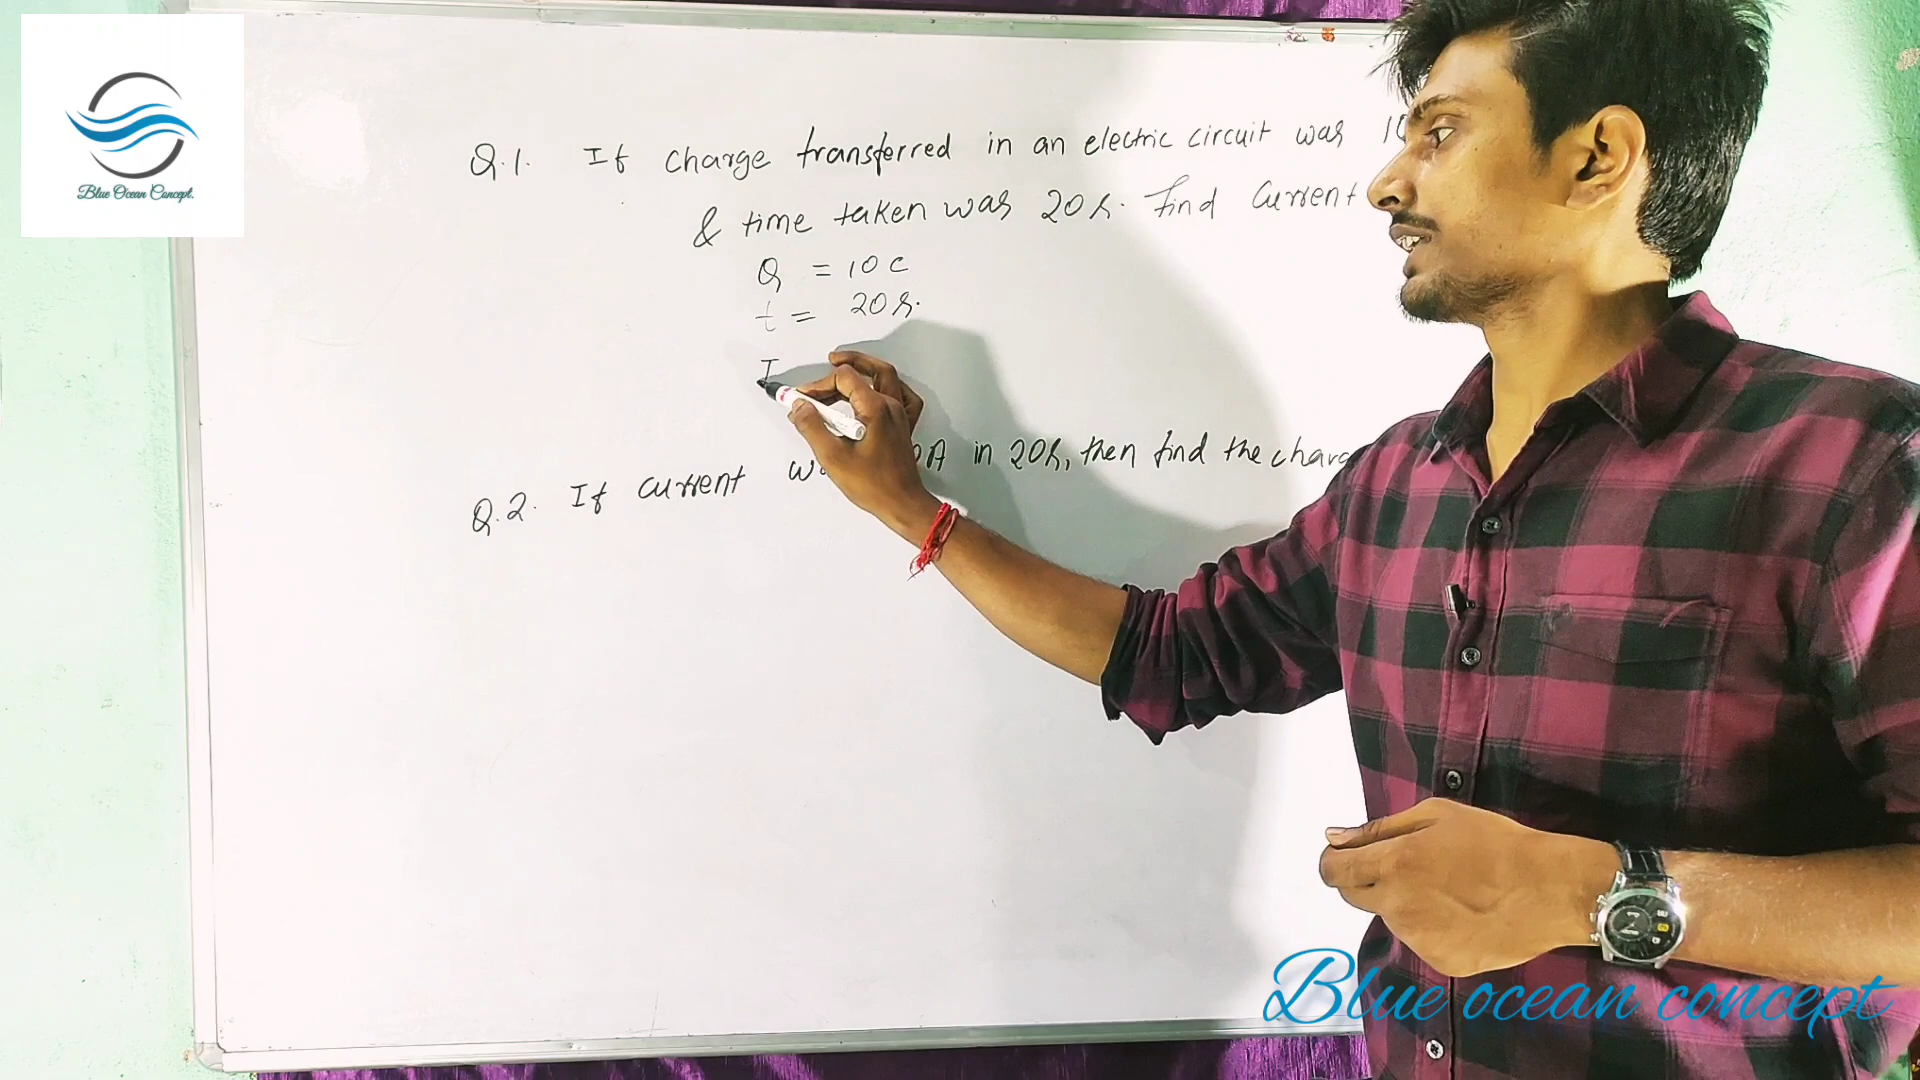 Blue Ocean Concept.
Q.1. If charge transferred in an electric circuit was
& time taken was 20s. Find current
Q = 10 C
t = 20s.
I
Q.2. If current A in 20s, then find the
Blue ocean concept